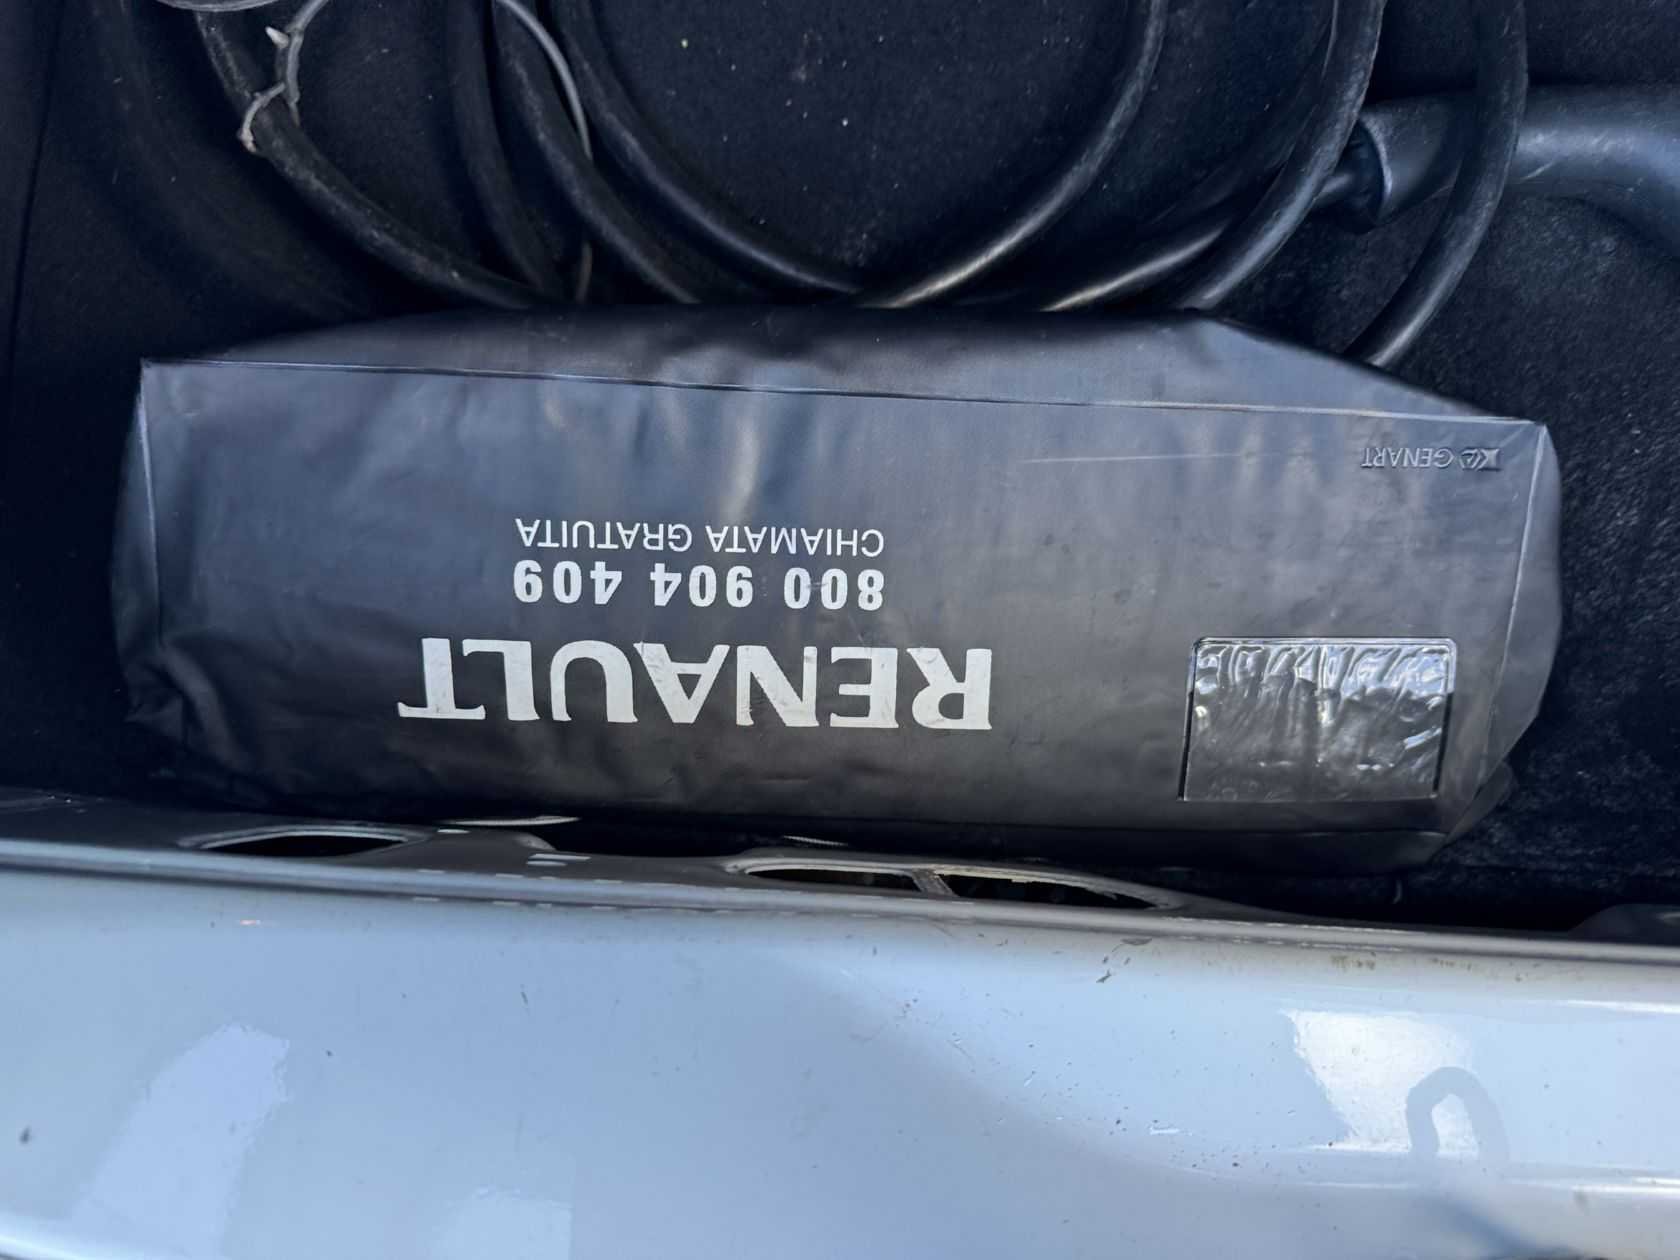 RENAULT
800 904 409
CHIAMATA GRATUITA
GENART